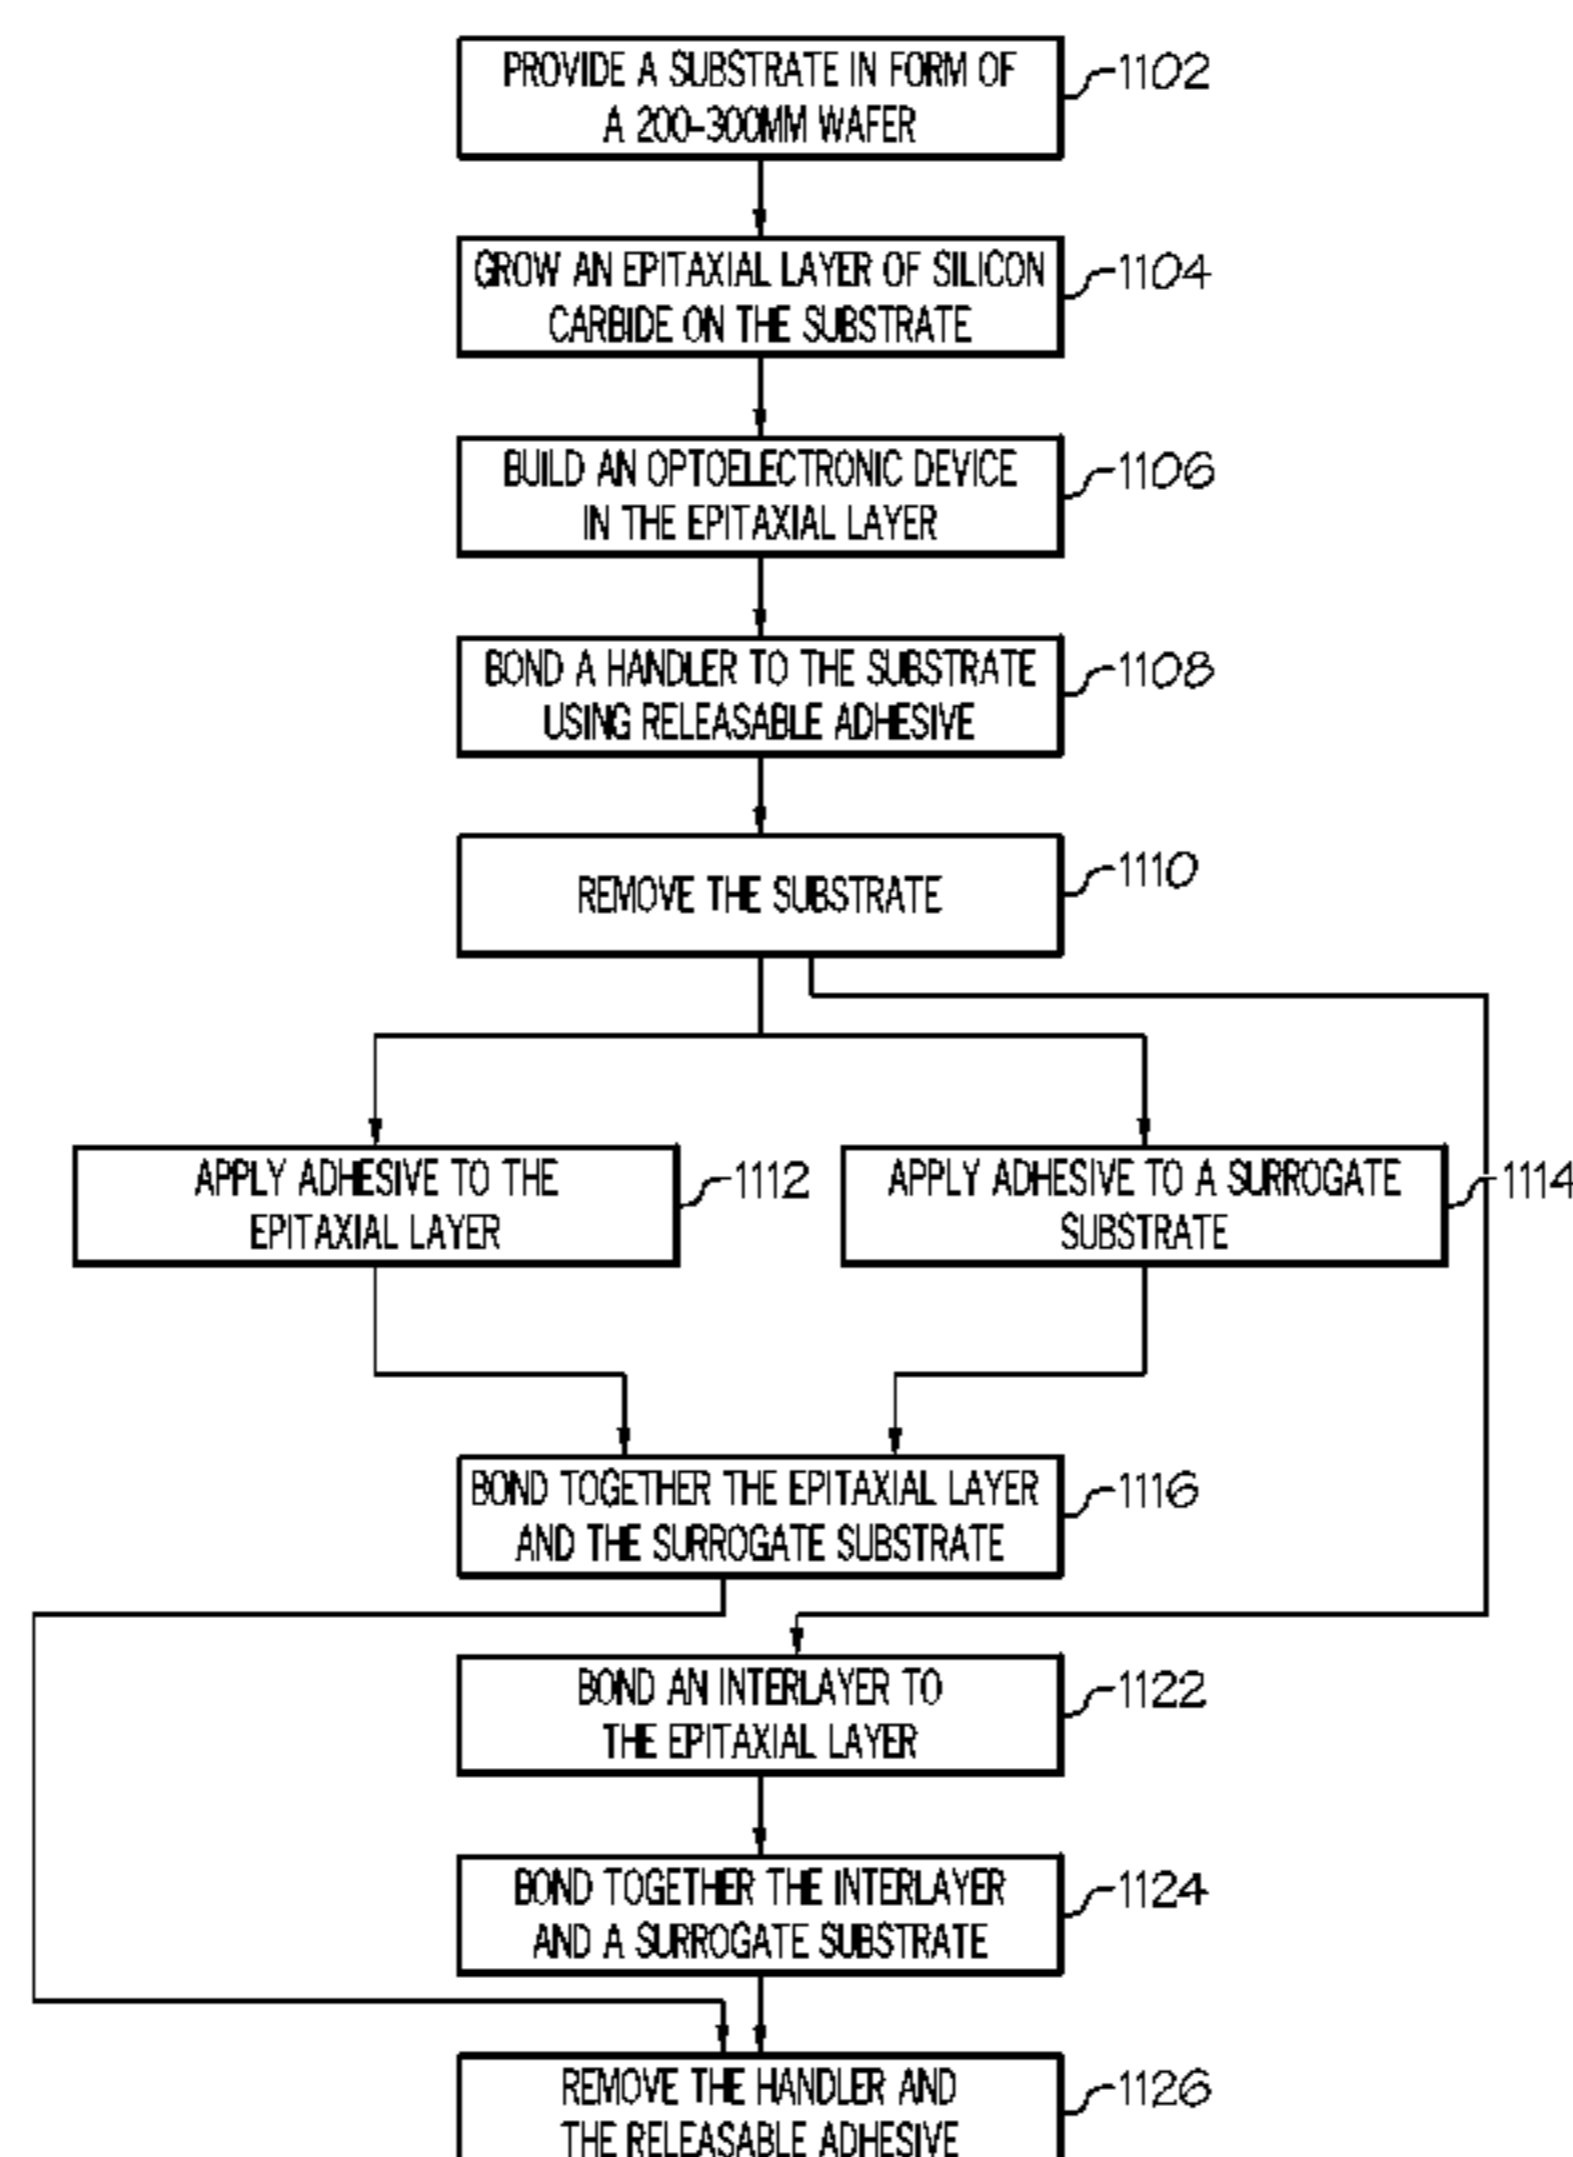 PROVIDE A SUBSTRATE IN FORM OF
A 200-300MM WAFER
1102
GROW AN EPITAXIAL LAYER OF SILICON
CARBIDE ON THE SUBSTRATE
1104
BUILD AN OPTOELECTRONIC DEVICE
IN THE EPITAXIAL LAYER
1106
BOND A HANDLER TO THE SUBSTRATE
USING RELEASABLE ADHESIVE
1108
REMOVE THE SUBSTRATE
1110
APPLY ADHESIVE TO THE
EPITAXIAL LAYER
1112
APPLY ADHESIVE TO A SURROGATE
SUBSTRATE
1114
BOND TOGETHER THE EPITAXIAL LAYER
AND THE SURROGATE SUBSTRATE
1116
BOND AN INTERLAYER TO
THE EPITAXIAL LAYER
1122
BOND TOGETHER THE INTERLAYER
AND A SURROGATE SUBSTRATE
1124
REMOVE THE HANDLER AND
THE RELEASABLE ADHESIVE
1126